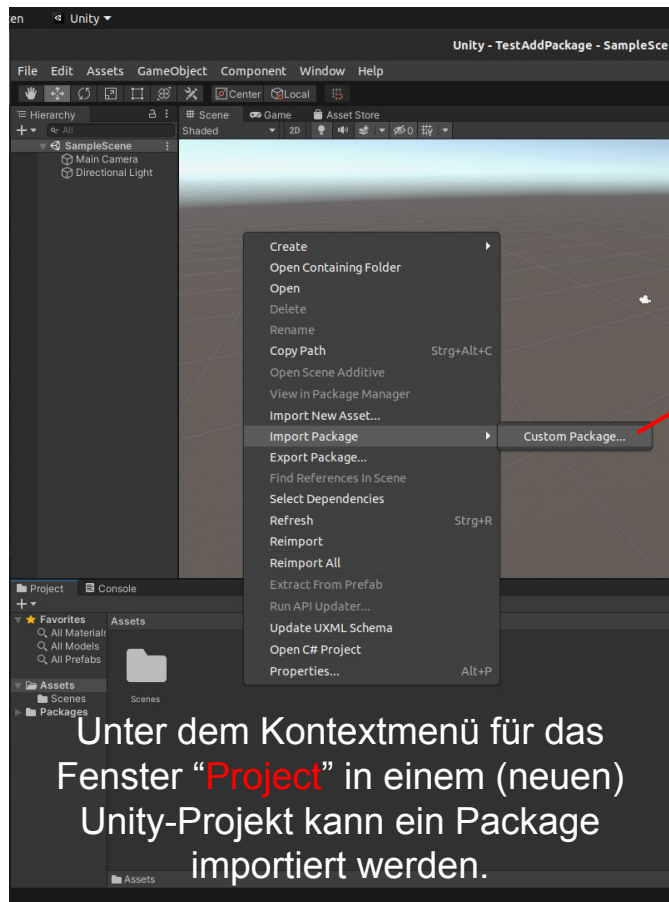 en Unity
Unity - TestAddPackage - SampleSce
File Edit Assets GameObject Component Window Help
Center Local
Hierarchy
Scene Game Asset Store
All
Shaded 2D 0
SampleScene
Main Camera
Directional Light
Create
Open Containing Folder
Open
Delete
Rename
Copy Path Strg+Alt+C
Open Scene Additive
View in Package Manager
Import New Asset...
Import Package Custom Package...
Export Package...
Find References In Scene
Select Dependencies
Refresh Strg+R
Reimport
Reimport All
Extract From Prefab
Run API Updater...
Update UXML Schema
Open C# Project
Properties... Alt+P
Project Console
Favorites
All Materials
All Models
All Prefabs
Assets
Scenes
Packages
Assets
Scenes
Unter dem Kontextmenü für das
Fenster “Project” in einem (neuen)
Unity-Projekt kann ein Package
importiert werden.
Assets